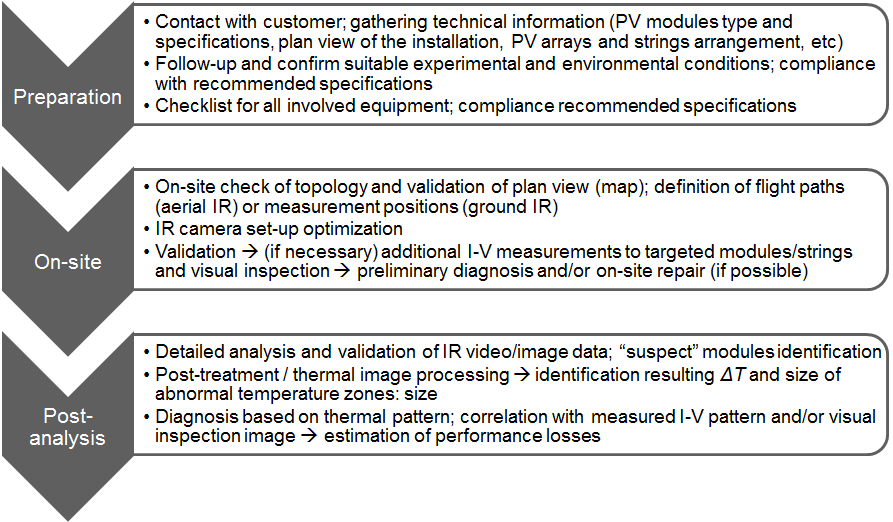 Preparation
• Contact with customer; gathering technical information (PV modules type and
specifications, plan view of the installation, PV arrays and strings arrangement, etc)
• Follow-up and confirm suitable experimental and environmental conditions; compliance
with recommended specifications
• Checklist for all involved equipment; compliance recommended specifications
On-site
• On-site check of topology and validation of plan view (map); definition of flight paths
(aerial IR) or measurement positions (ground IR)
• IR camera set-up optimization
• Validation → (if necessary) additional I-V measurements to targeted modules/strings
and visual inspection → preliminary diagnosis and/or on-site repair (if possible)
Post-
analysis
• Detailed analysis and validation of IR video/image data; “suspect” modules identification
• Post-treatment / thermal image processing → identification resulting ΔT and size of
abnormal temperature zones: size
• Diagnosis based on thermal pattern; correlation with measured I-V pattern and/or visual
inspection image → estimation of performance losses